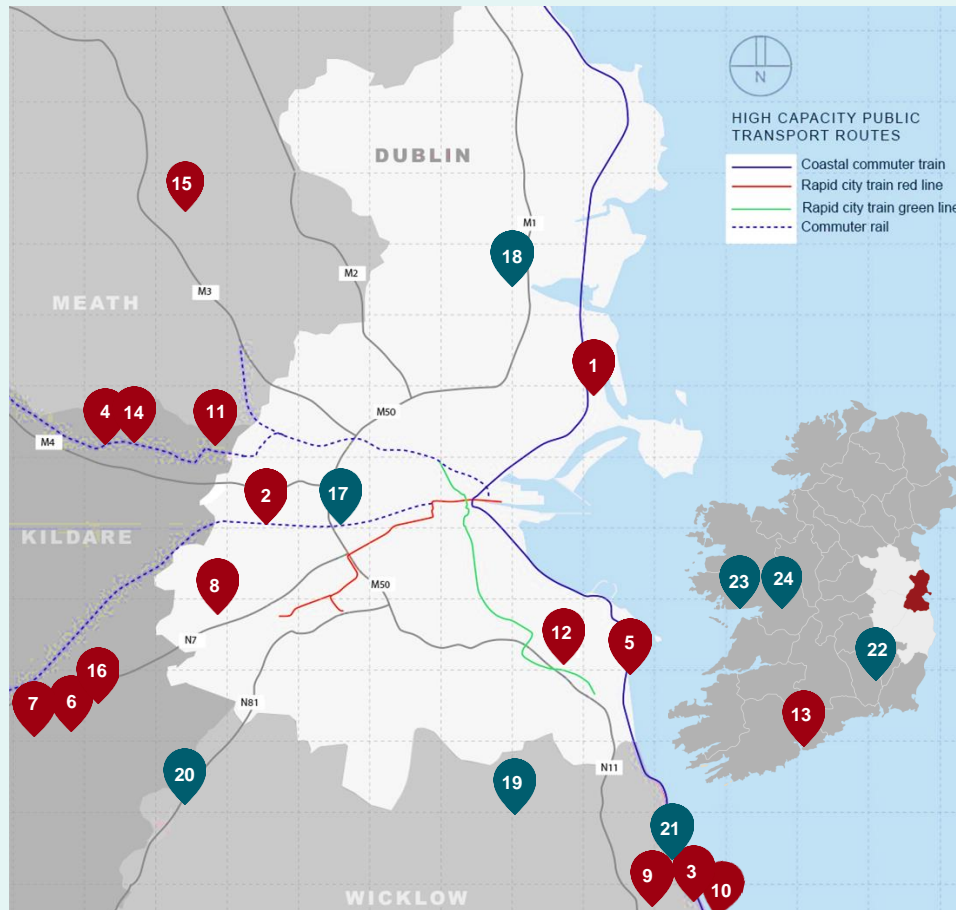 N
HIGH CAPACITY PUBLIC
TRANSPORT ROUTES
Coastal commuter train
Rapid city train red line
Rapid city train green line
Commuter rail
DUBLIN
15
M1
18
M2
M3
MEATH
1
4
14
11
M50
M4
2
17
KILDARE
8
M50
23
24
12
5
N7
22
16
7
6
N81
13
20
N11
19
21
9
3
10
WICKLOW